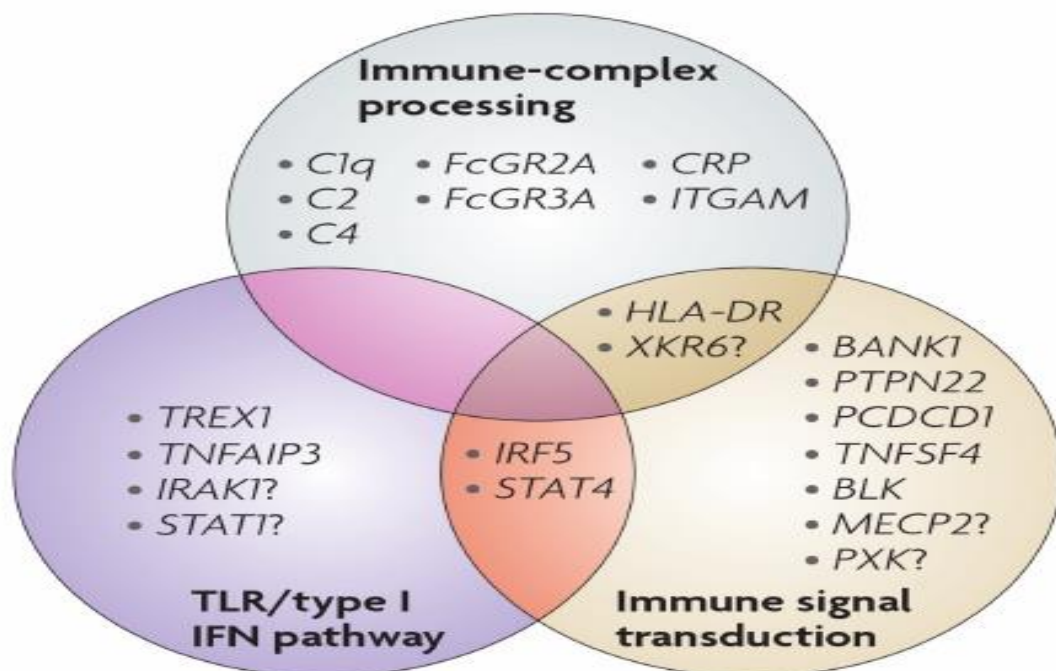 Immune-complex
processing
• C1q • FcGR2A • CRP
• C2 • FcGR3A • ITGAM
• C4
• HLA-DR
• XKR6?
• BANK1
• PTPN22
• PCDCD1
• TNFSF4
• BLK
• MECP2?
• PXK?
• TREX1
• TNFAIP3
• IRAK1?
• STAT1?
• IRF5
• STAT4
TLR/type I
IFN pathway
Immune signal
transduction